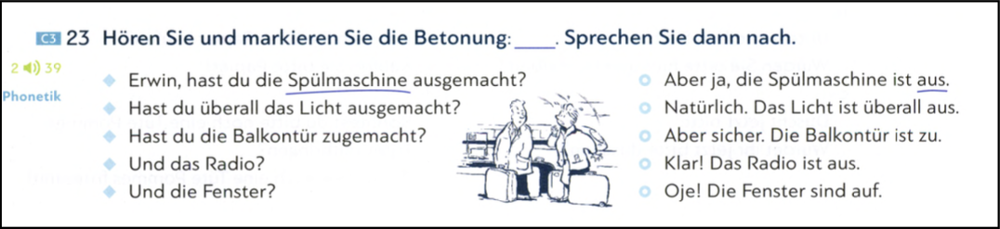 C3 23 Hören Sie und markieren Sie die Betonung: ____. Sprechen Sie dann nach.
2 39
Phonetik
Erwin, hast du die Spülmaschine ausgemacht? Aber ja, die Spülmaschine ist aus.
Hast du überall das Licht ausgemacht? Natürlich. Das Licht ist überall aus.
Hast du die Balkontür zugemacht? Aber sicher. Die Balkontür ist zu.
Und das Radio? Klar! Das Radio ist aus.
Und die Fenster? Oje! Die Fenster sind auf.